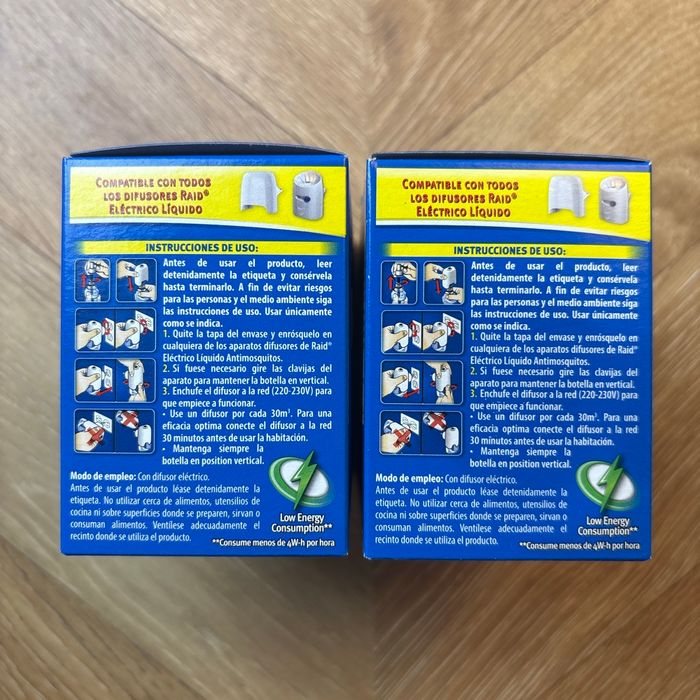 COMPATIBLE CON TODOS
LOS DIFUSORES RAID®
ELÉCTRICO LÍQUIDO
INSTRUCCIONES DE USO:
Antes de usar el producto, leer
detenidamente la etiqueta y consérvela
hasta terminarlo. A fin de evitar riesgos
para las personas y el medio ambiente siga
las instrucciones de uso. Usar únicamente
como se indica.
1. Quite la tapa del envase y enrósquelo en
cualquiera de los aparatos difusores de Raid®
Eléctrico Líquido Antimosquitos.
2. Si fuese necesario gire las clavijas del
aparato para mantener la botella en vertical.
3. Enchufe el difusor a la red (220-230V) para
que empiece a funcionar.
• Use un difusor por cada 30m³. Para una
eficacia optima conecte el difusor a la red
30 minutos antes de usar la habitación.
• Mantenga siempre la
botella en position vertical.
Modo de empleo: Con difusor eléctrico.
Antes de usar el producto léase detenidamente la
etiqueta. No utilizar cerca de alimentos, utensilios de
cocina ni sobre superficies donde se preparen, sirvan o
consuman alimentos. Ventilese adecuadamente el
recinto donde se utiliza el producto.
Low Energy
Consumption**
**Consume menos de 4W-h por hora
COMPATIBLE CON TODOS
LOS DIFUSORES RAID®
ELÉCTRICO LÍQUIDO
INSTRUCCIONES DE USO:
Antes de usar el producto, leer
detenidamente la etiqueta y consérvela
hasta terminarlo. A fin de evitar riesgos
para las personas y el medio ambiente siga
las instrucciones de uso. Usar únicamente
como se indica.
1. Quite la tapa del envase y enrósquelo en
cualquiera de los aparatos difusores de Raid®
Eléctrico Líquido Antimosquitos.
2. Si fuese necesario gire las clavijas del
aparato para mantener la botella en vertical.
3. Enchufe el difusor a la red (220-230V) para
que empiece a funcionar.
• Use un difusor por cada 30m³. Para una
eficacia optima conecte el difusor a la red
30 minutos antes de usar la habitación.
• Mantenga siempre la
botella en position vertical.
Modo de empleo: Con difusor eléctrico.
Antes de usar el producto léase detenidamente la
etiqueta. No utilizar cerca de alimentos, utensilios de
cocina ni sobre superficies donde se preparen, sirvan o
consuman alimentos. Ventilese adecuadamente el
recinto donde se utiliza el producto.
Low Energy
Consumption**
**Consume menos de 4W-h por hora